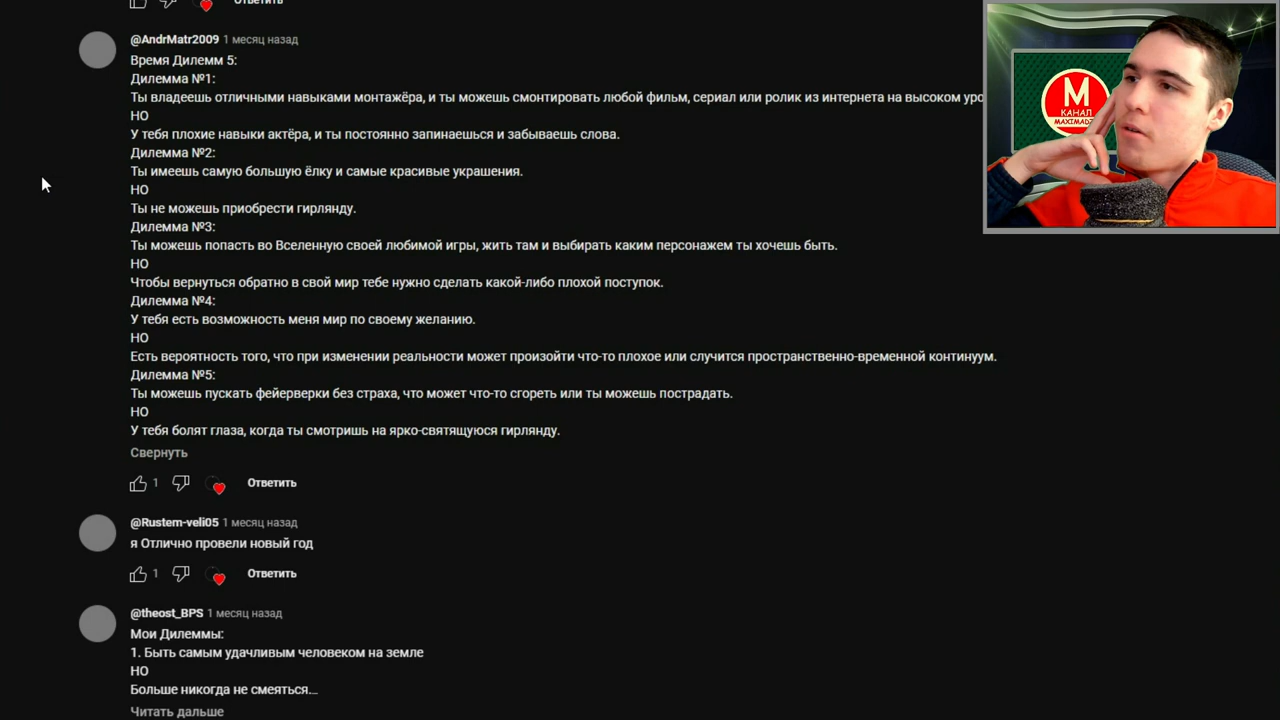 Ответить
@AndrMatr2009 1 месяц назад
Время Дилемм 5:
Дилемма №1:
Ты владеешь отличными навыками монтажёра, и ты можешь смонтировать любой фильм, сериал или ролик из интернета на высоком уро
НО
У тебя плохие навыки актёра, и ты постоянно запинаешься и забываешь слова.
Дилемма №2:
Ты имеешь самую большую ёлку и самые красивые украшения.
НО
Ты не можешь приобрести гирлянду.
Дилемма №3:
Ты можешь попасть во Вселенную своей любимой игры, жить там и выбирать каким персонажем ты хочешь быть.
НО
Чтобы вернуться обратно в свой мир тебе нужно сделать какой-либо плохой поступок.
Дилемма №4:
У тебя есть возможность меня мир по своему желанию.
НО
Есть вероятность того, что при изменении реальности может произойти что-то плохое или случится пространственно-временной континуум.
Дилемма №5:
Ты можешь пускать фейерверки без страха, что может что-то сгореть или ты можешь пострадать.
НО
У тебя болят глаза, когда ты смотришь на ярко-святящуюся гирлянду.
Свернуть
1 Ответить
@Rustem-veli05 1 месяц назад
я Отлично провели новый год
1 Ответить
@theost_BPS 1 месяц назад
Мои Дилеммы:
1. Быть самым удачливым человеком на земле
НО
Больше никогда не смеяться...
Читать дальше
М
КАНАЛ